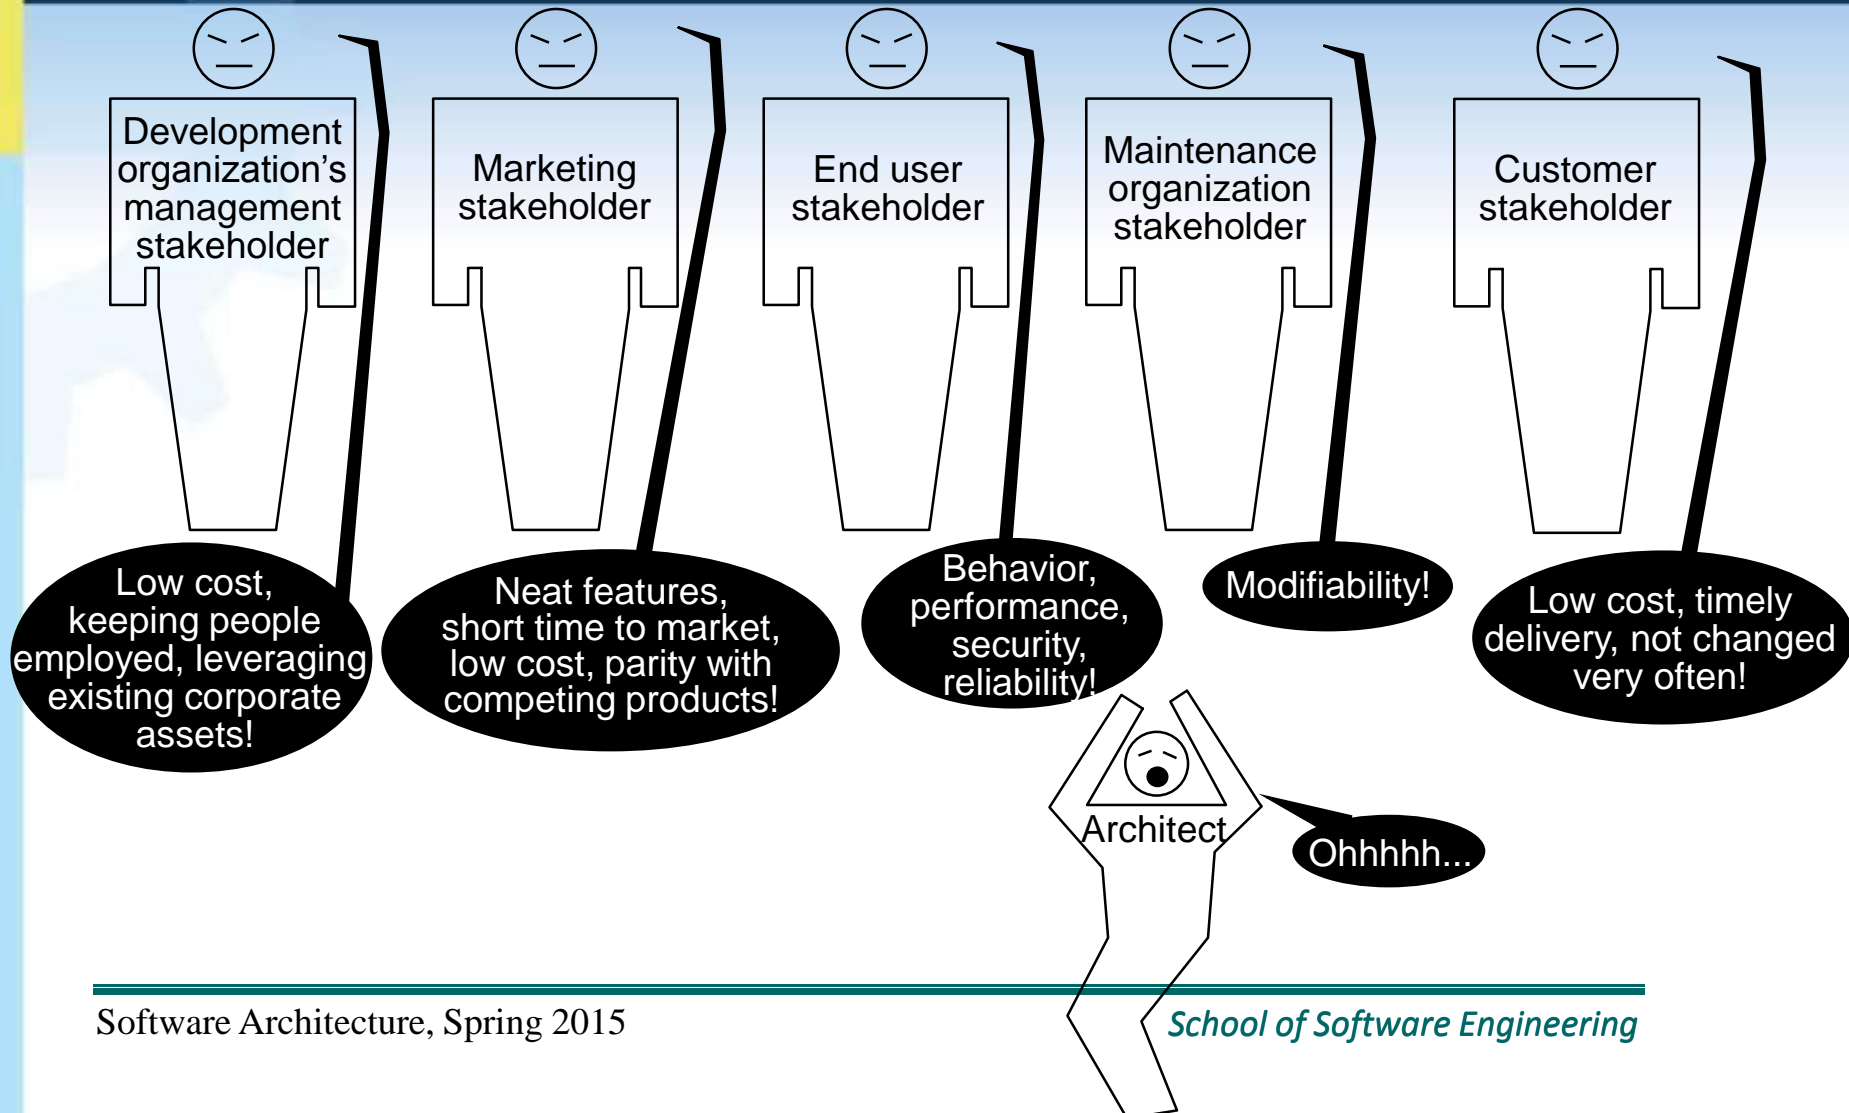 Development
organization’s
management
stakeholder
Marketing
stakeholder
End user
stakeholder
Maintenance
organization
stakeholder
Customer
stakeholder
Low cost,
keeping people
employed, leveraging
existing corporate
assets!
Neat features,
short time to market,
low cost, parity with
competing products!
Behavior,
performance,
security,
reliability!
Modifiability!
Low cost, timely
delivery, not changed
very often!
Architect
Ohhhhh...
Software Architecture, Spring 2015
School of Software Engineering